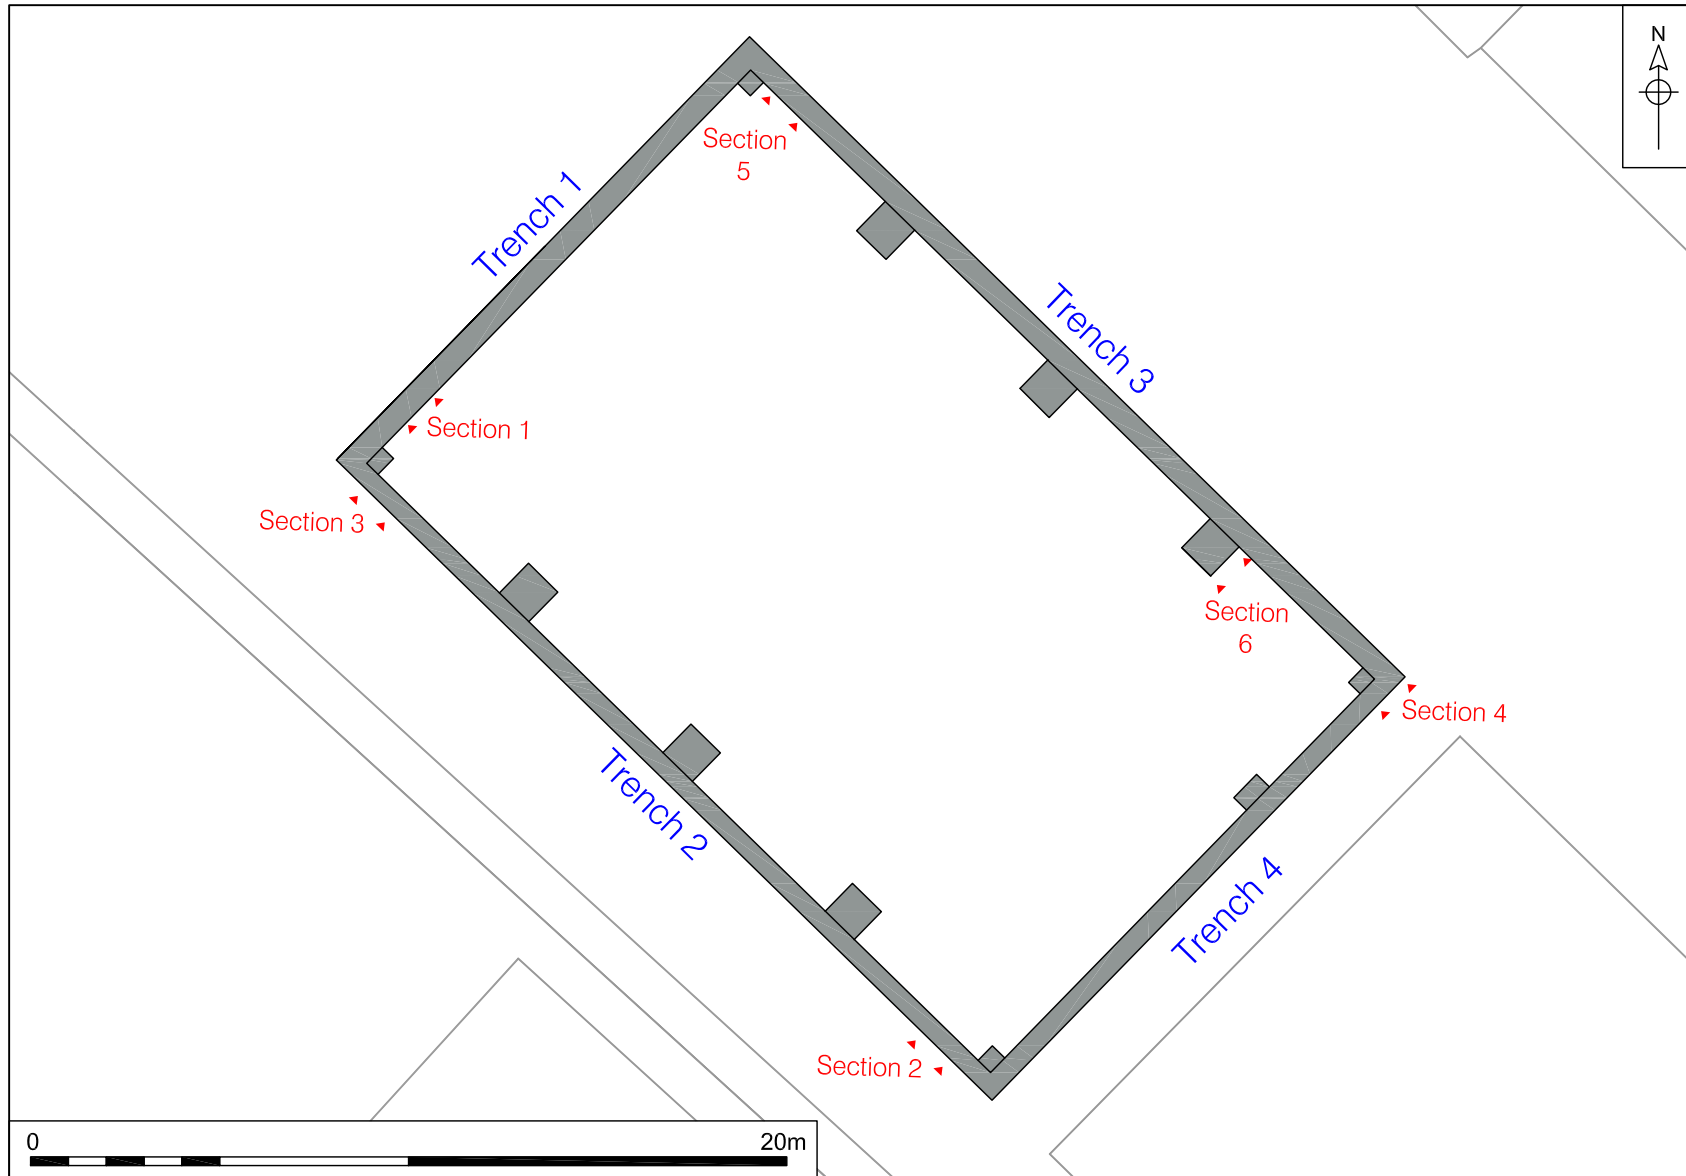 N
Section
5
Trench 1
Trench 3
Section 1
Section 3
Section
6
Section 4
Trench 2
Trench 4
Section 2
0
20m